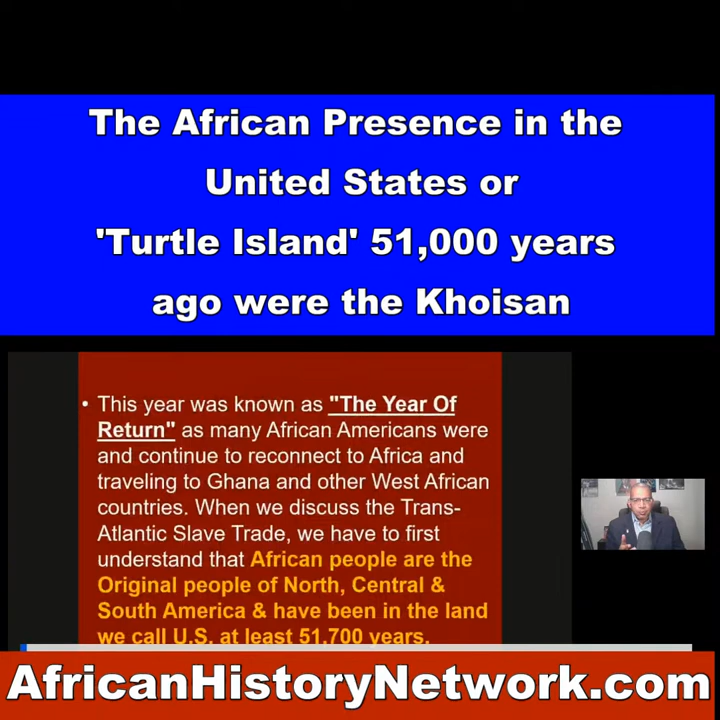 The African Presence in the
United States or
'Turtle Island' 51,000 years
ago were the Khoisan
• This year was known as "The Year Of
Return" as many African Americans were
and continue to reconnect to Africa and
traveling to Ghana and other West African
countries. When we discuss the Trans-
Atlantic Slave Trade, we have to first
understand that African people are the
Original people of North, Central &
South America & have been in the land
we call U.S. at least 51,700 years.
AfricanHistoryNetwork.com